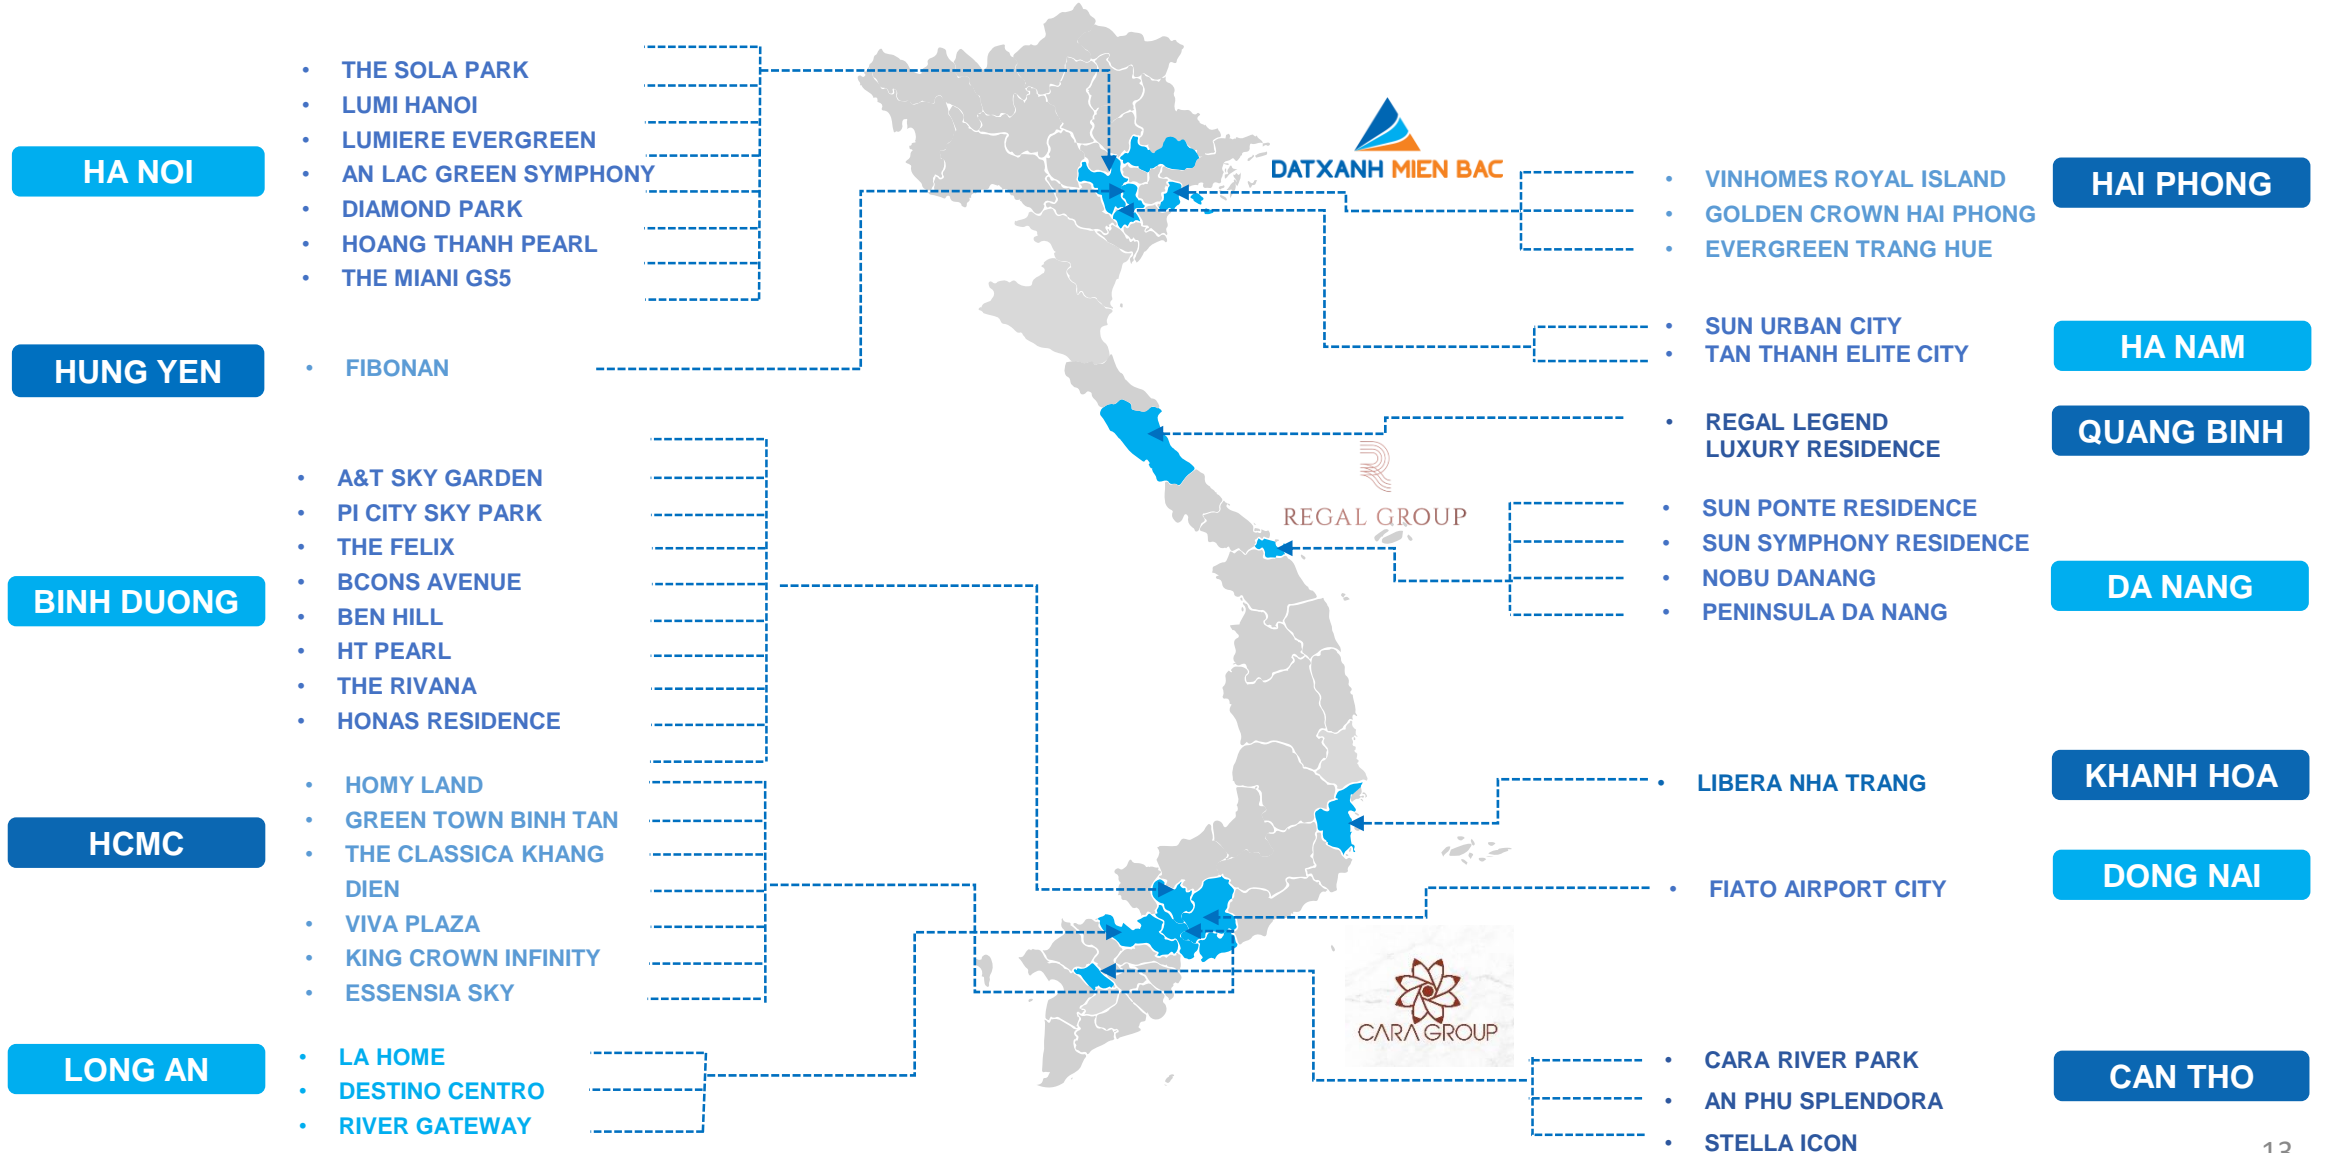 HA NOI
• THE SOLA PARK
• LUMI HANOI
• LUMIERE EVERGREEN
• AN LAC GREEN SYMPHONY
• DIAMOND PARK
• HOANG THANH PEARL
• THE MIANI GS5
HUNG YEN
• FIBONAN
BINH DUONG
• A&T SKY GARDEN
• PI CITY SKY PARK
• THE FELIX
• BCONS AVENUE
• BEN HILL
• HT PEARL
• THE RIVANA
• HONAS RESIDENCE
HCMC
• HOMY LAND
• GREEN TOWN BINH TAN
• THE CLASSICA KHANG
DIEN
• VIVA PLAZA
• KING CROWN INFINITY
• ESSENSIA SKY
LONG AN
• LA HOME
• DESTINO CENTRO
• RIVER GATEWAY
DATXANH MIEN BAC
REGAL GROUP
CARA GROUP
• VINHOMES ROYAL ISLAND
• GOLDEN CROWN HAI PHONG
• EVERGREEN TRANG HUE
HAI PHONG
• SUN URBAN CITY
• TAN THANH ELITE CITY
HA NAM
• REGAL LEGEND
LUXURY RESIDENCE
QUANG BINH
• SUN PONTE RESIDENCE
• SUN SYMPHONY RESIDENCE
• NOBU DANANG
• PENINSULA DA NANG
DA NANG
• LIBERA NHA TRANG
KHANH HOA
• FIATO AIRPORT CITY
DONG NAI
• CARA RIVER PARK
• AN PHU SPLENDORA
• STELLA ICON
CAN THO
13